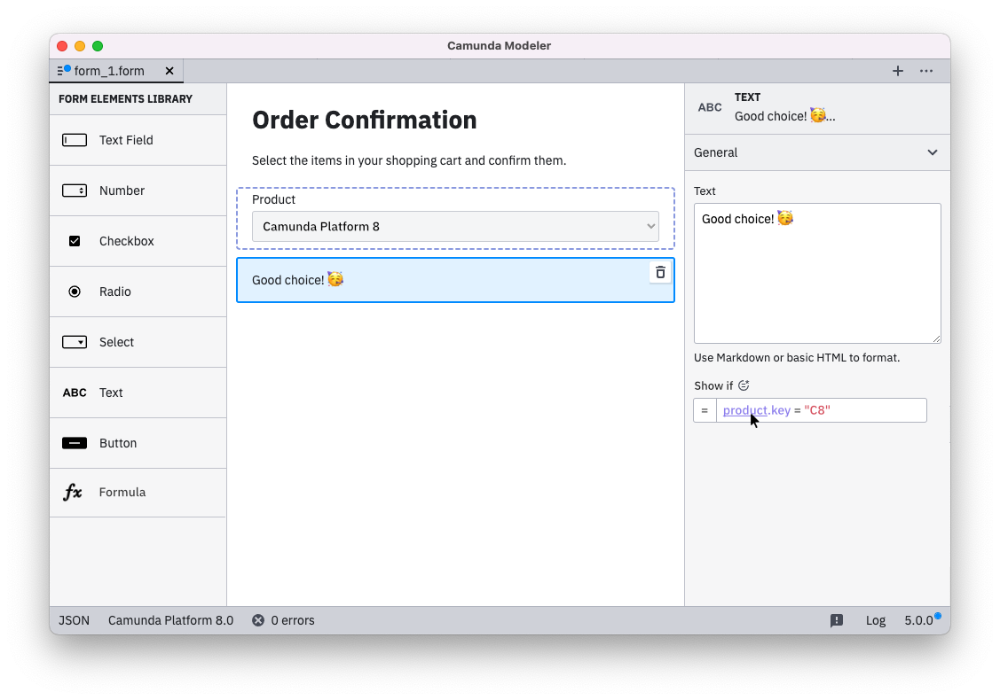 Camunda Modeler
form_1.form
FORM ELEMENTS LIBRARY
Text Field
Number
Checkbox
Radio
Select
ABC Text
Button
fx Formula
Order Confirmation
Select the items in your shopping cart and confirm them.
Product
Camunda Platform 8
Good choice! 🥳
ABC
TEXT
Good choice! 🥳...
General
Text
Good choice! 🥳
Use Markdown or basic HTML to format.
Show if
= product.key = "C8"
JSON Camunda Platform 8.0 0 errors Log 5.0.0